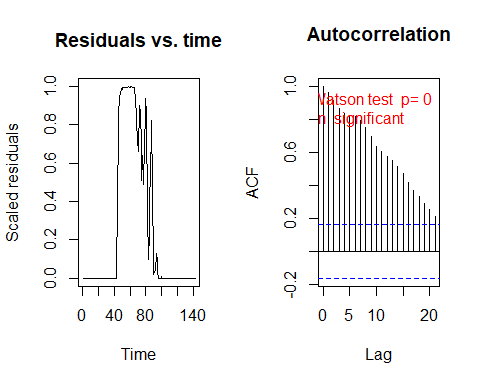 Residuals vs. time
Scaled residuals
0.0 0.2 0.4 0.6 0.8 1.0
0 40 80 140
Time
Autocorrelation
Watson test p= 0
n significant
ACF
-0.2 0.2 0.6 1.0
0 5 10 20
Lag